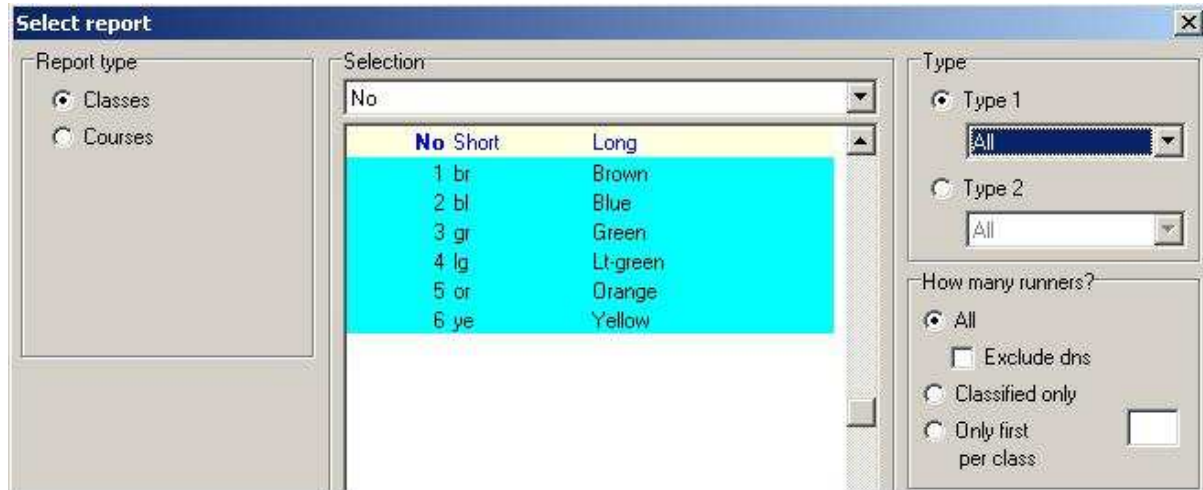 Select report
Report type
Classes
Courses
Selection
No
No Short Long
1 br Brown
2 bl Blue
3 gr Green
4 lg Lt-green
5 or Orange
6 ye Yellow
Type
Type 1
All
Type 2
All
How many runners?
All
Exclude dns
Classified only
Only first
per class